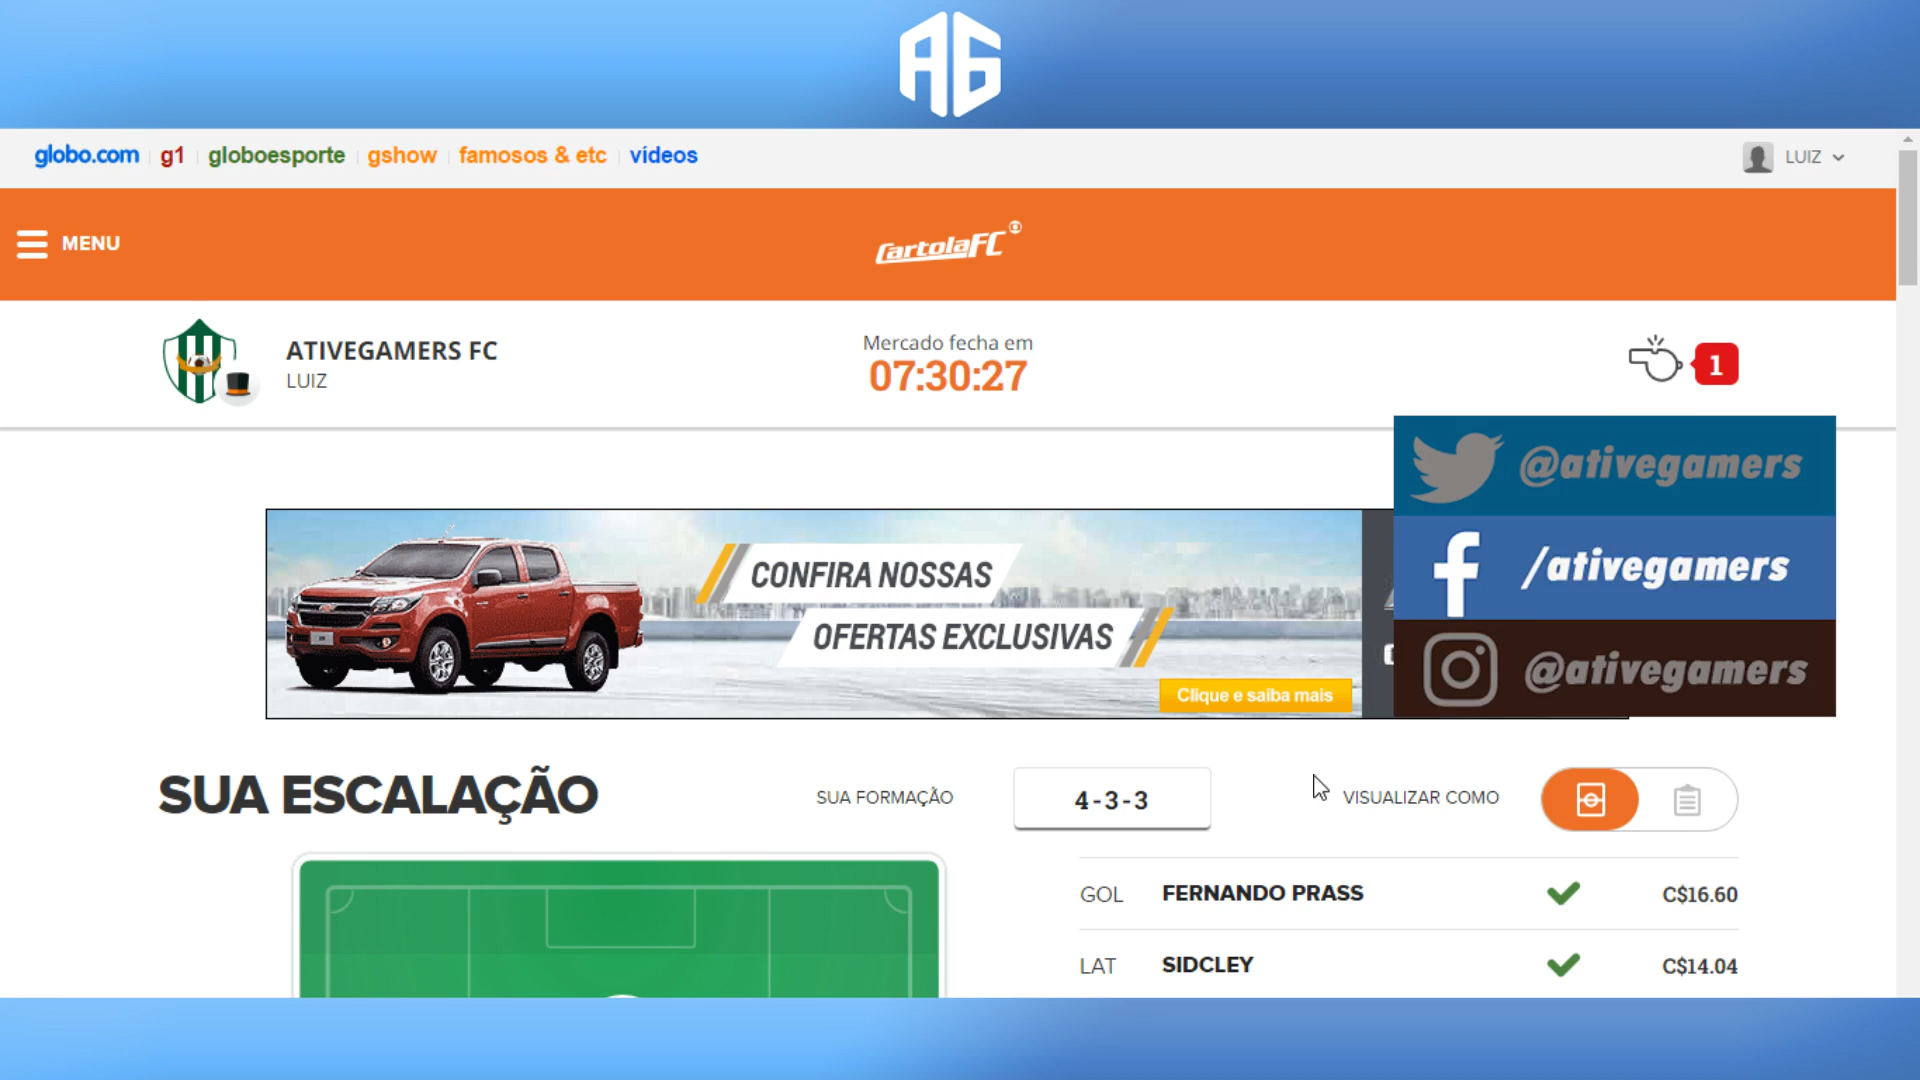 AG
globo.com g1 globoesporte gshow famosos & etc vídeos
LUIZ
MENU
CartolaFC
ATIVEGAMERS FC
LUIZ
Mercado fecha em
07:30:27
1
@ativegamers
/ativegamers
@ativegamers
CONFIRA NOSSAS
OFERTAS EXCLUSIVAS
Clique e saiba mais
SUA ESCALAÇÃO
SUA FORMAÇÃO
4-3-3
VISUALIZAR COMO
GOL FERNANDO PRASS C$16.60
LAT SIDCLEY C$14.04